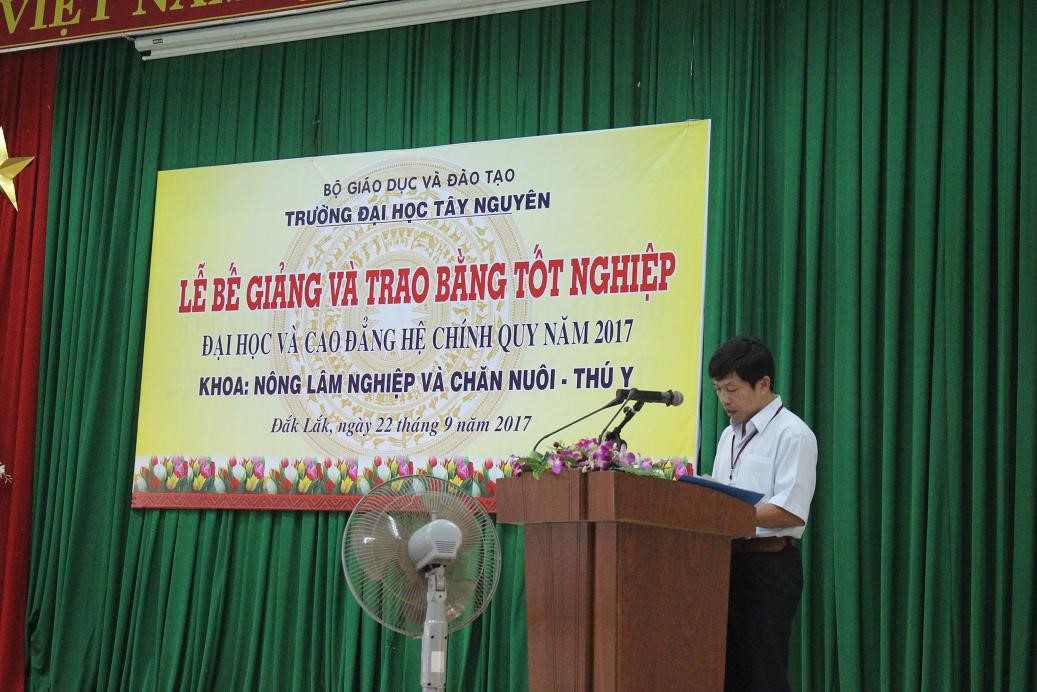 VIỆT NAM
BỘ GIÁO DỤC VÀ ĐÀO TẠO
TRƯỜNG ĐẠI HỌC TÂY NGUYÊN
LỄ BẾ GIẢNG VÀ TRAO BẰNG TỐT NGHIỆP
ĐẠI HỌC VÀ CAO ĐẲNG HỆ CHÍNH QUY NĂM 2017
KHOA: NÔNG LÂM NGHIỆP VÀ CHĂN NUÔI - THÚ Y
Đắk Lắk, ngày 22 tháng 9 năm 2017